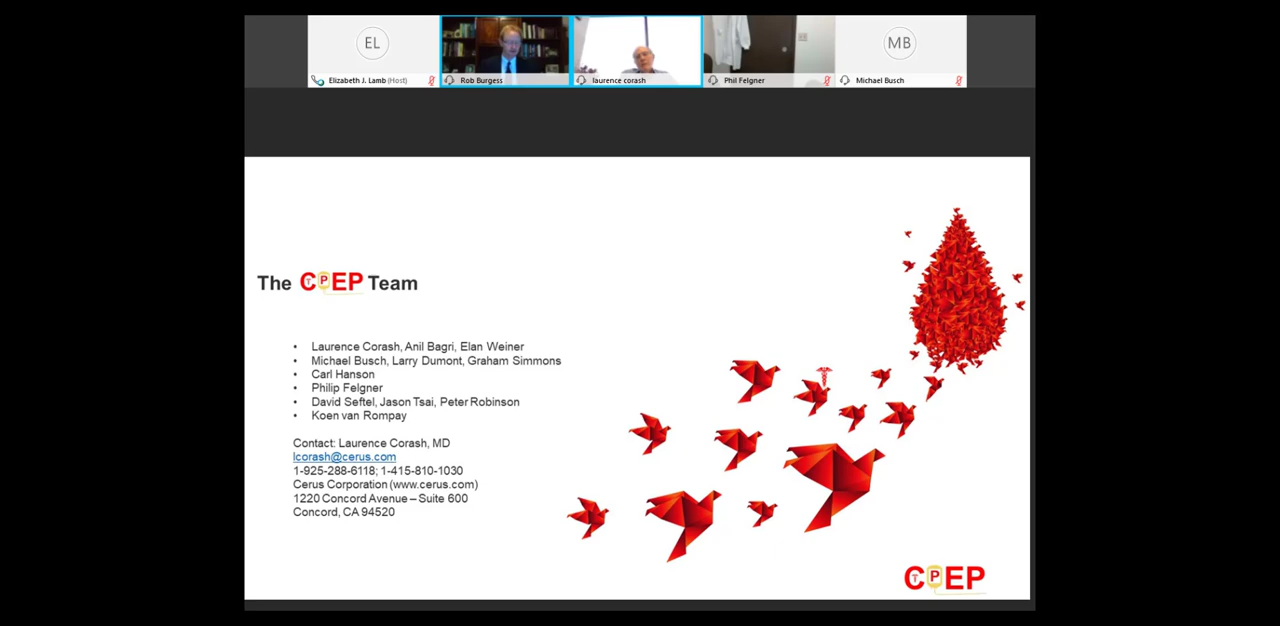 EL
MB
Elizabeth J. Lamb (Host)
Rob Burgess
laurence corash
Phil Felgner
Michael Busch
The CTPEP Team
• Laurence Corash, Anil Bagri, Elan Weiner
• Michael Busch, Larry Dumont, Graham Simmons
• Carl Hanson
• Philip Felgner
• David Seftel, Jason Tsai, Peter Robinson
• Koen van Rompay
Contact: Laurence Corash, MD
lcorash@cerus.com
1-925-288-6118; 1-415-810-1030
Cerus Corporation (www.cerus.com)
1220 Concord Avenue – Suite 600
Concord, CA 94520
CTPEP